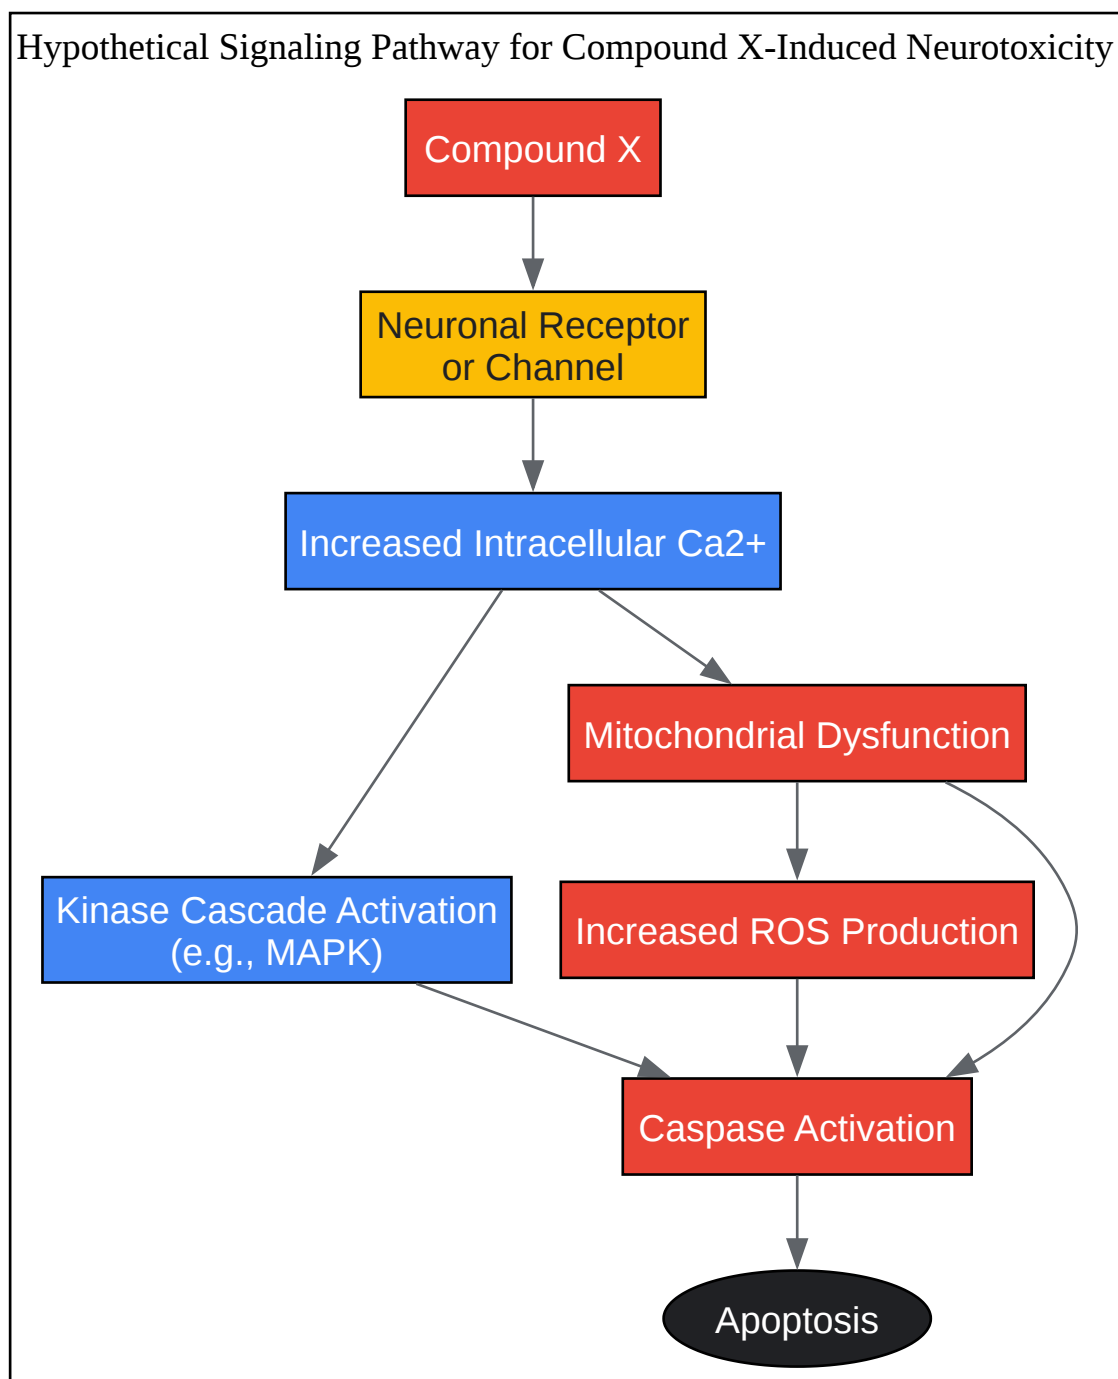 Hypothetical Signaling Pathway for Compound X-Induced Neurotoxicity
Compound X
Neuronal Receptor
or Channel
Increased Intracellular Ca2+
Mitochondrial Dysfunction
Kinase Cascade Activation
(e.g., MAPK)
Increased ROS Production
Caspase Activation
Apoptosis